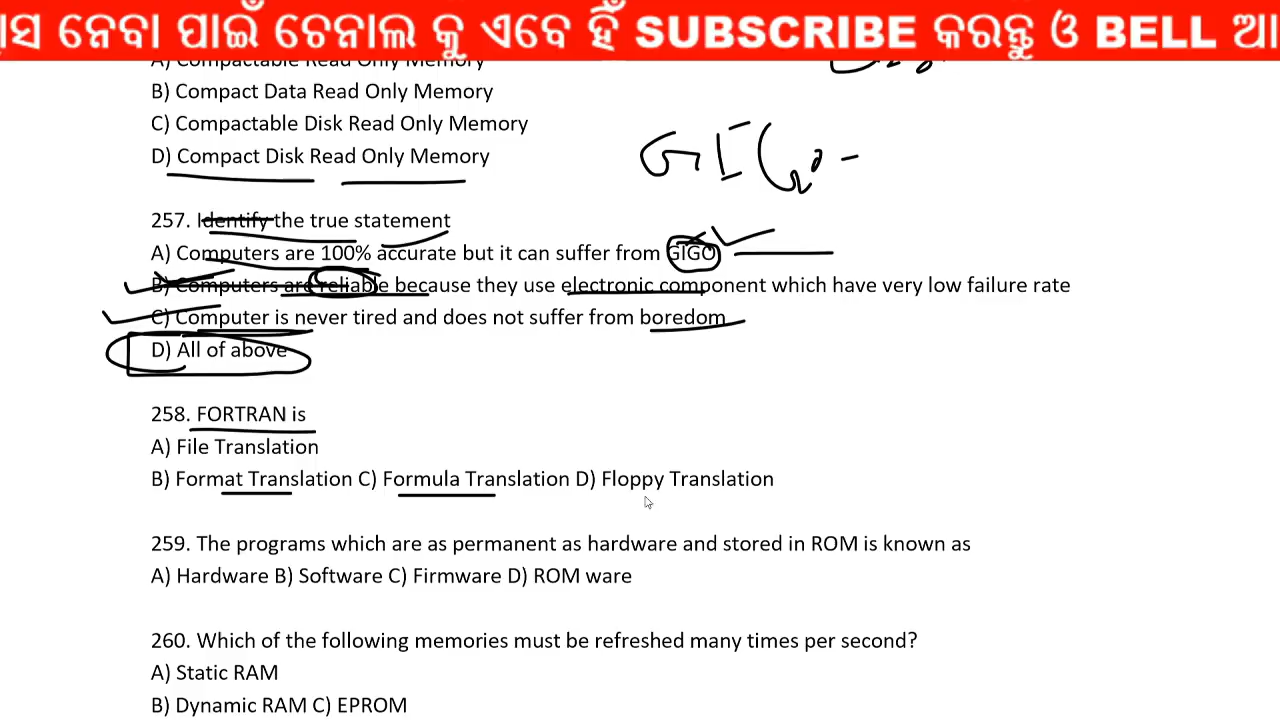 ାସ ନେବା ପାଇଁ ଚେନାଲ କୁ ଏବେ ହିଁ SUBSCRIBE କରନ୍ତୁ ଓ BELL ଆ
A) Compactable Read Only Memory
B) Compact Data Read Only Memory
C) Compactable Disk Read Only Memory
D) Compact Disk Read Only Memory
257. Identify the true statement
A) Computers are 100% accurate but it can suffer from GIGO
B) Computers are reliable because they use electronic component which have very low failure rate
C) Computer is never tired and does not suffer from boredom
D) All of above
258. FORTRAN is
A) File Translation
B) Format Translation C) Formula Translation D) Floppy Translation
259. The programs which are as permanent as hardware and stored in ROM is known as
A) Hardware B) Software C) Firmware D) ROM ware
260. Which of the following memories must be refreshed many times per second?
A) Static RAM
B) Dynamic RAM C) EPROM